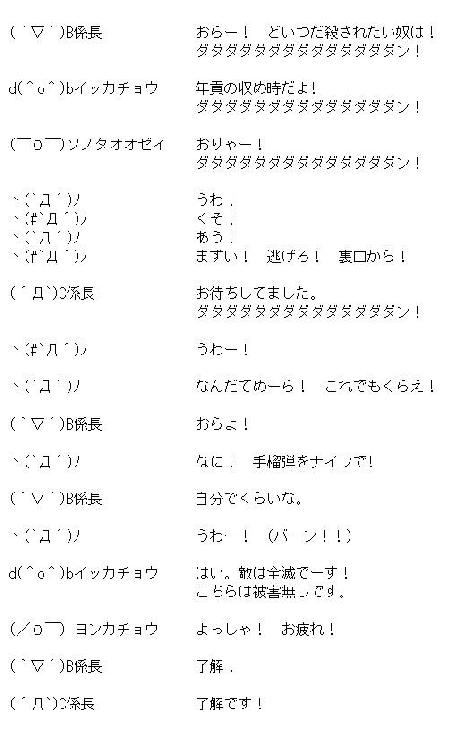 (｀▽´)B係長 おらー！ どいつだ殺されたい奴は！
ダダダダダダダダダダダダダダン！
d(＾o＾)bイッカチョウ 年貢の収め時だよ！
ダダダダダダダダダダダダダダン！
(￣o￣)ソノタオオゼイ おりゃー！
ダダダダダダダダダダダダダダン！
ヽ(`Д´)ﾉ うわ！
ヽ(#`Д´)ﾉ くそ！
ヽ(`Д´)ﾉ あう！
ヽ(#`Д´)ﾉ まずい！ 逃げろ！ 裏口から！
(´Д`)C係長 お待ちしてました。
ダダダダダダダダダダダダダダン！
ヽ(#`Д´)ﾉ うわー！
ヽ(`Д´)ﾉ なんだてめーら！ これでもくらえ！
(｀▽´)B係長 おらよ！
ヽ(`Д´)ﾉ なに！ 手榴弾をナイフで！
(｀▽´)B係長 自分でくらいな。
ヽ(`Д´)ﾉ うわー！ （バーン！！）
d(＾o＾)bイッカチョウ はい。敵は全滅でーす！
こちらは被害無しです。
(／o￣) ヨンカチョウ よっしゃ！ お疲れ！
(｀▽´)B係長 了解！
(´Д`)C係長 了解です！